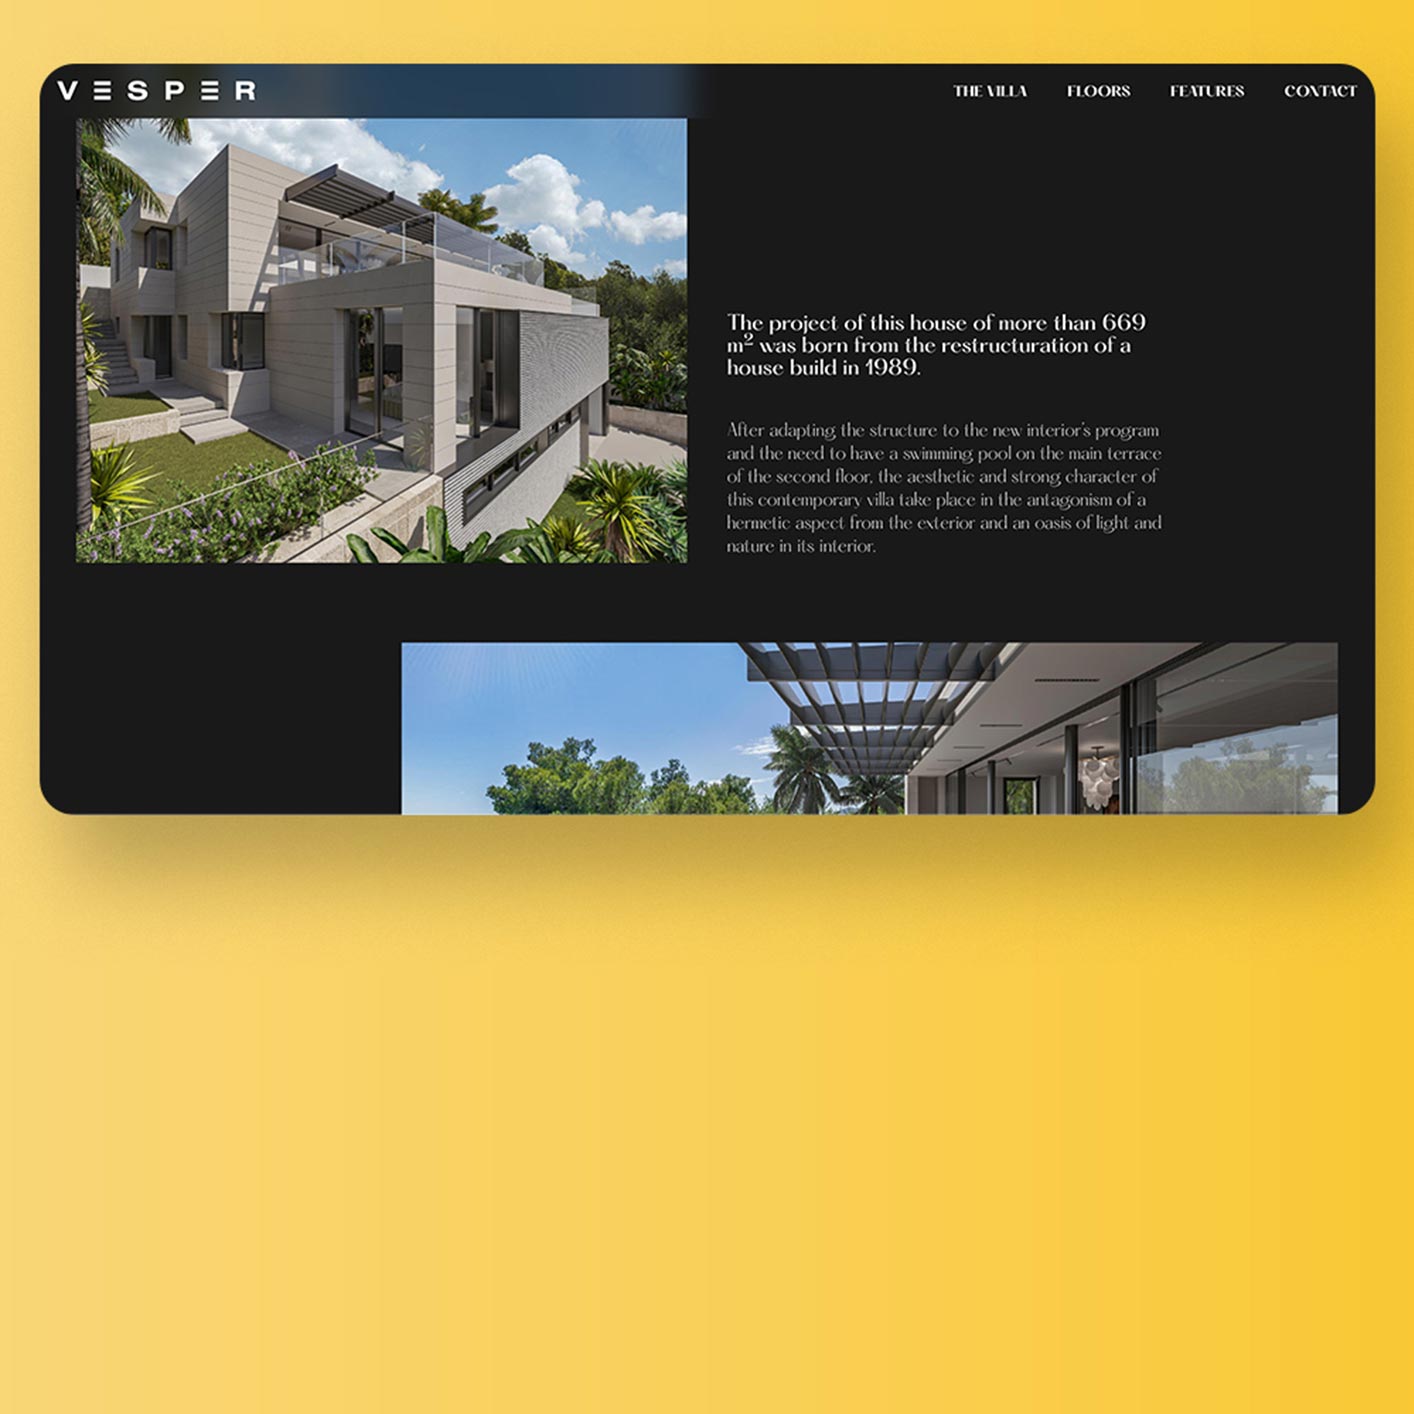 VESPER
THE VILLA FLOORS FEATURES CONTACT
The project of this house of more than 669
m² was born from the restructuration of a
house build in 1989.
After adapting the structure to the new interior's program
and the need to have a swimming pool on the main terrace
of the second floor, the aesthetic and strong character of
this contemporary villa take place in the antagonism of a
hermetic aspect from the exterior and an oasis of light and
nature in its interior.